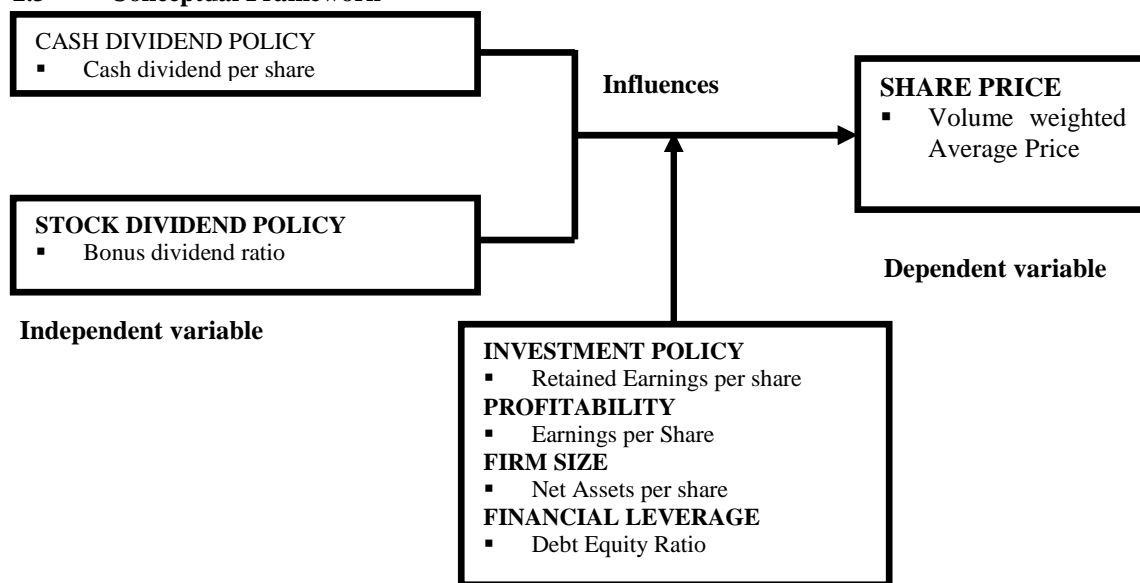 CASH DIVIDEND POLICY
▪ Cash dividend per share
Influences
SHARE PRICE
▪ Volume weighted
Average Price
STOCK DIVIDEND POLICY
▪ Bonus dividend ratio
Dependent variable
Independent variable
INVESTMENT POLICY
▪ Retained Earnings per share
PROFITABILITY
▪ Earnings per Share
FIRM SIZE
▪ Net Assets per share
FINANCIAL LEVERAGE
▪ Debt Equity Ratio